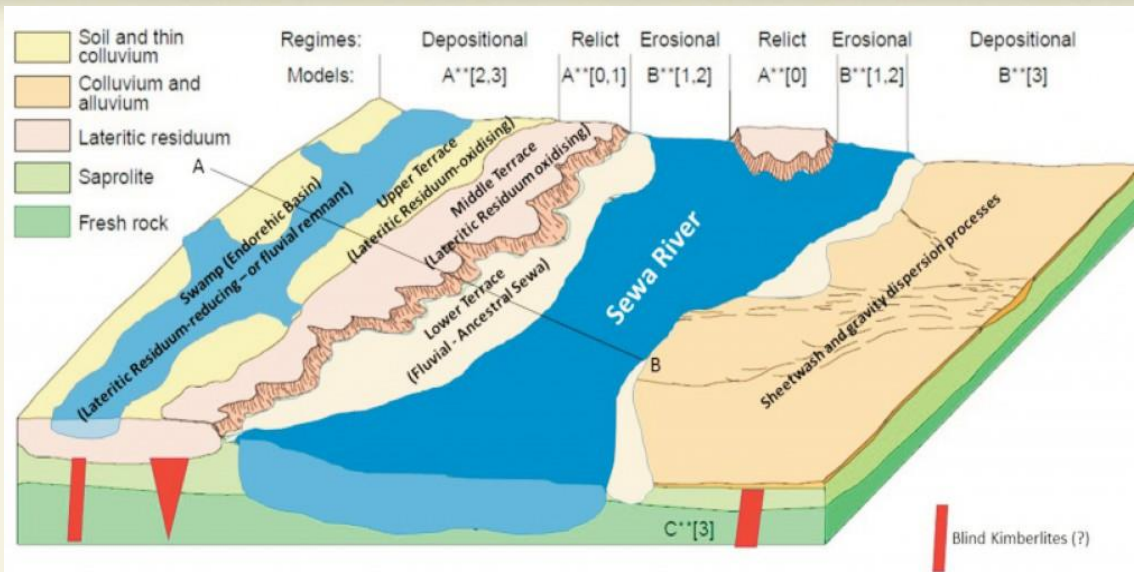 Soil and thin
colluvium
Colluvium and
alluvium
Lateritic residuum
Saprolite
Fresh rock
Regimes:
Depositional
Relict
Erosional
Relict
Erosional
Depositional
Models:
A**[2,3]
A**[0,1]
B**[1,2]
A**[0]
B**[1,2]
B**[3]
A
Swamp (Endorehic Basin)
(Lateritic Residuum-reducing – or fluvial remnant)
Upper Terrace
(Lateritic Residuum-oxidising)
Middle Terrace
(Lateritic Residuum oxidising)
Lower Terrace
(Fluvial - Ancestral Sewa)
Sewa River
B
Sheetwash and gravity dispersion processes
C**[3]
Blind Kimberlites (?)